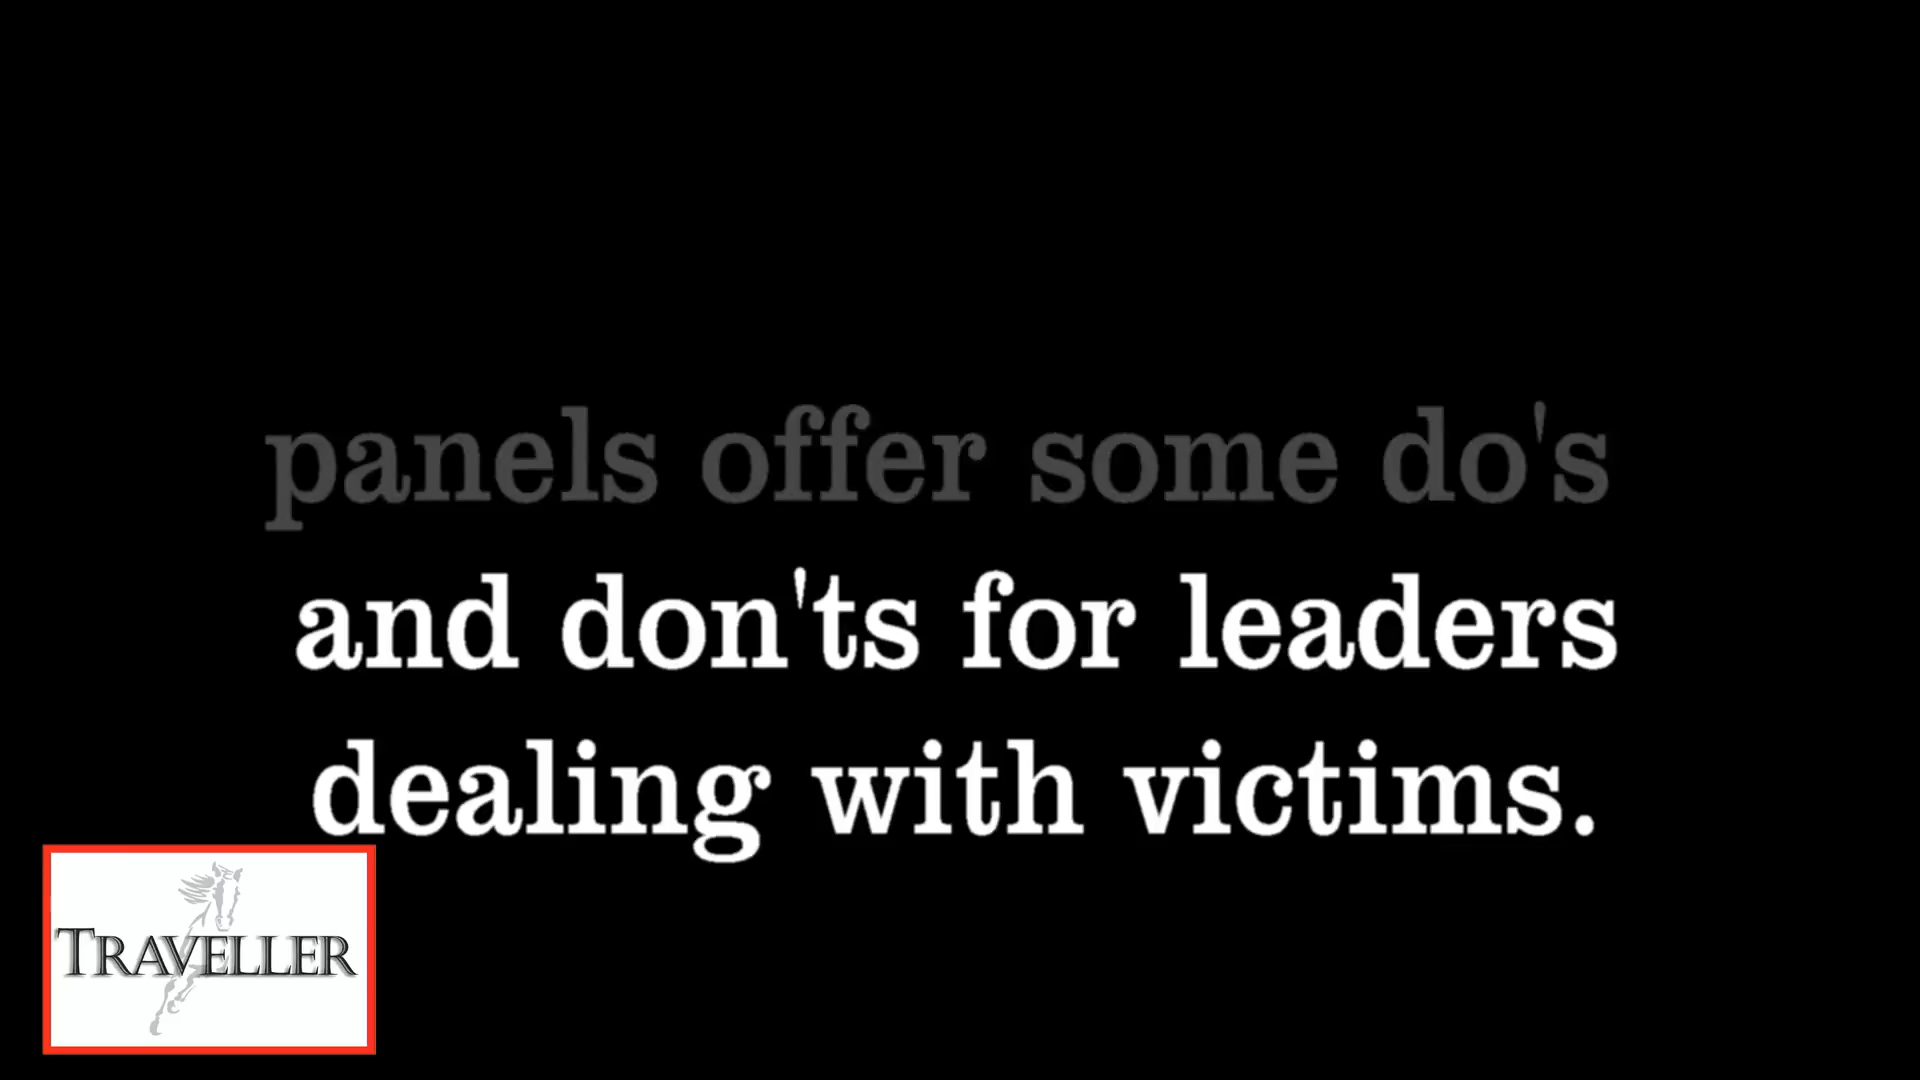 panels offer some do's
and don'ts for leaders
dealing with victims.
TRAVELLER